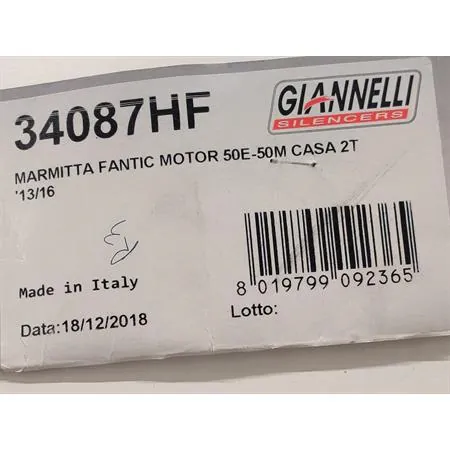 34087HF
GIANNELLI
SILENCERS
MARMITTA FANTIC MOTOR 50E-50M CASA 2T
'13/16
Made in Italy
8 019799 092365
Data:18/12/2018
Lotto: